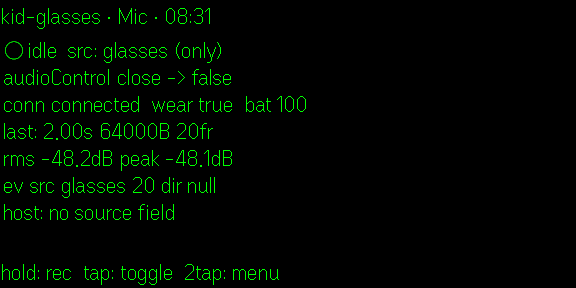 kid-glasses · Mic · 08:31
○ idle src: glasses (only)
audioControl close -> false
conn connected wear true bat 100
last: 2.00s 64000B 20fr
rms -48.2dB peak -48.1dB
ev src glasses 20 dir null
host: no source field
hold: rec tap: toggle 2tap: menu